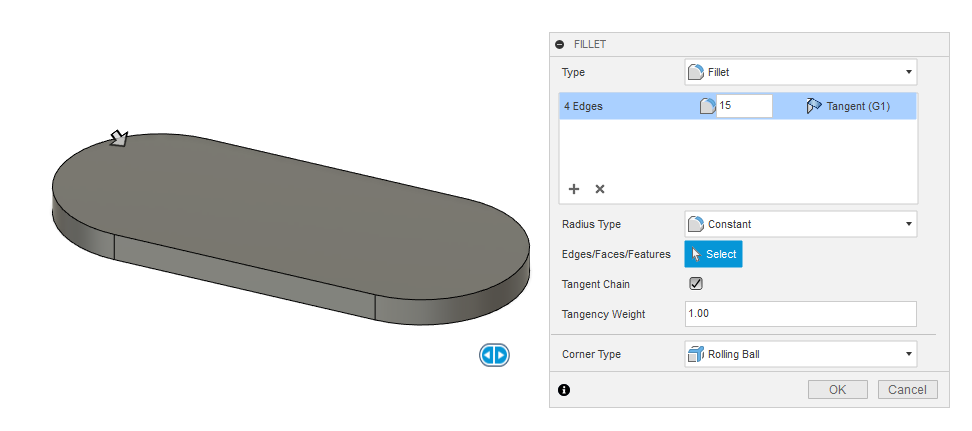 FILLET
Type Fillet
4 Edges 15 Tangent (G1)
Radius Type Constant
Edges/Faces/Features Select
Tangent Chain
Tangency Weight 1.00
Corner Type Rolling Ball
OK Cancel